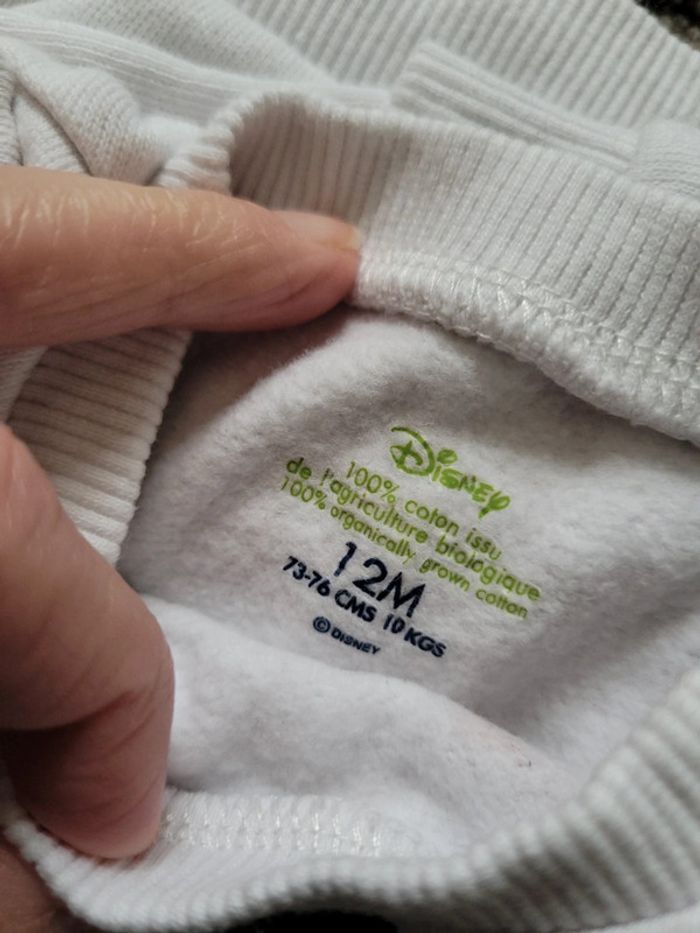 Disney
100% coton issu
de l'agriculture biologique
100% organically grown cotton
12M
73-76 CMS 10 KGS
© DISNEY